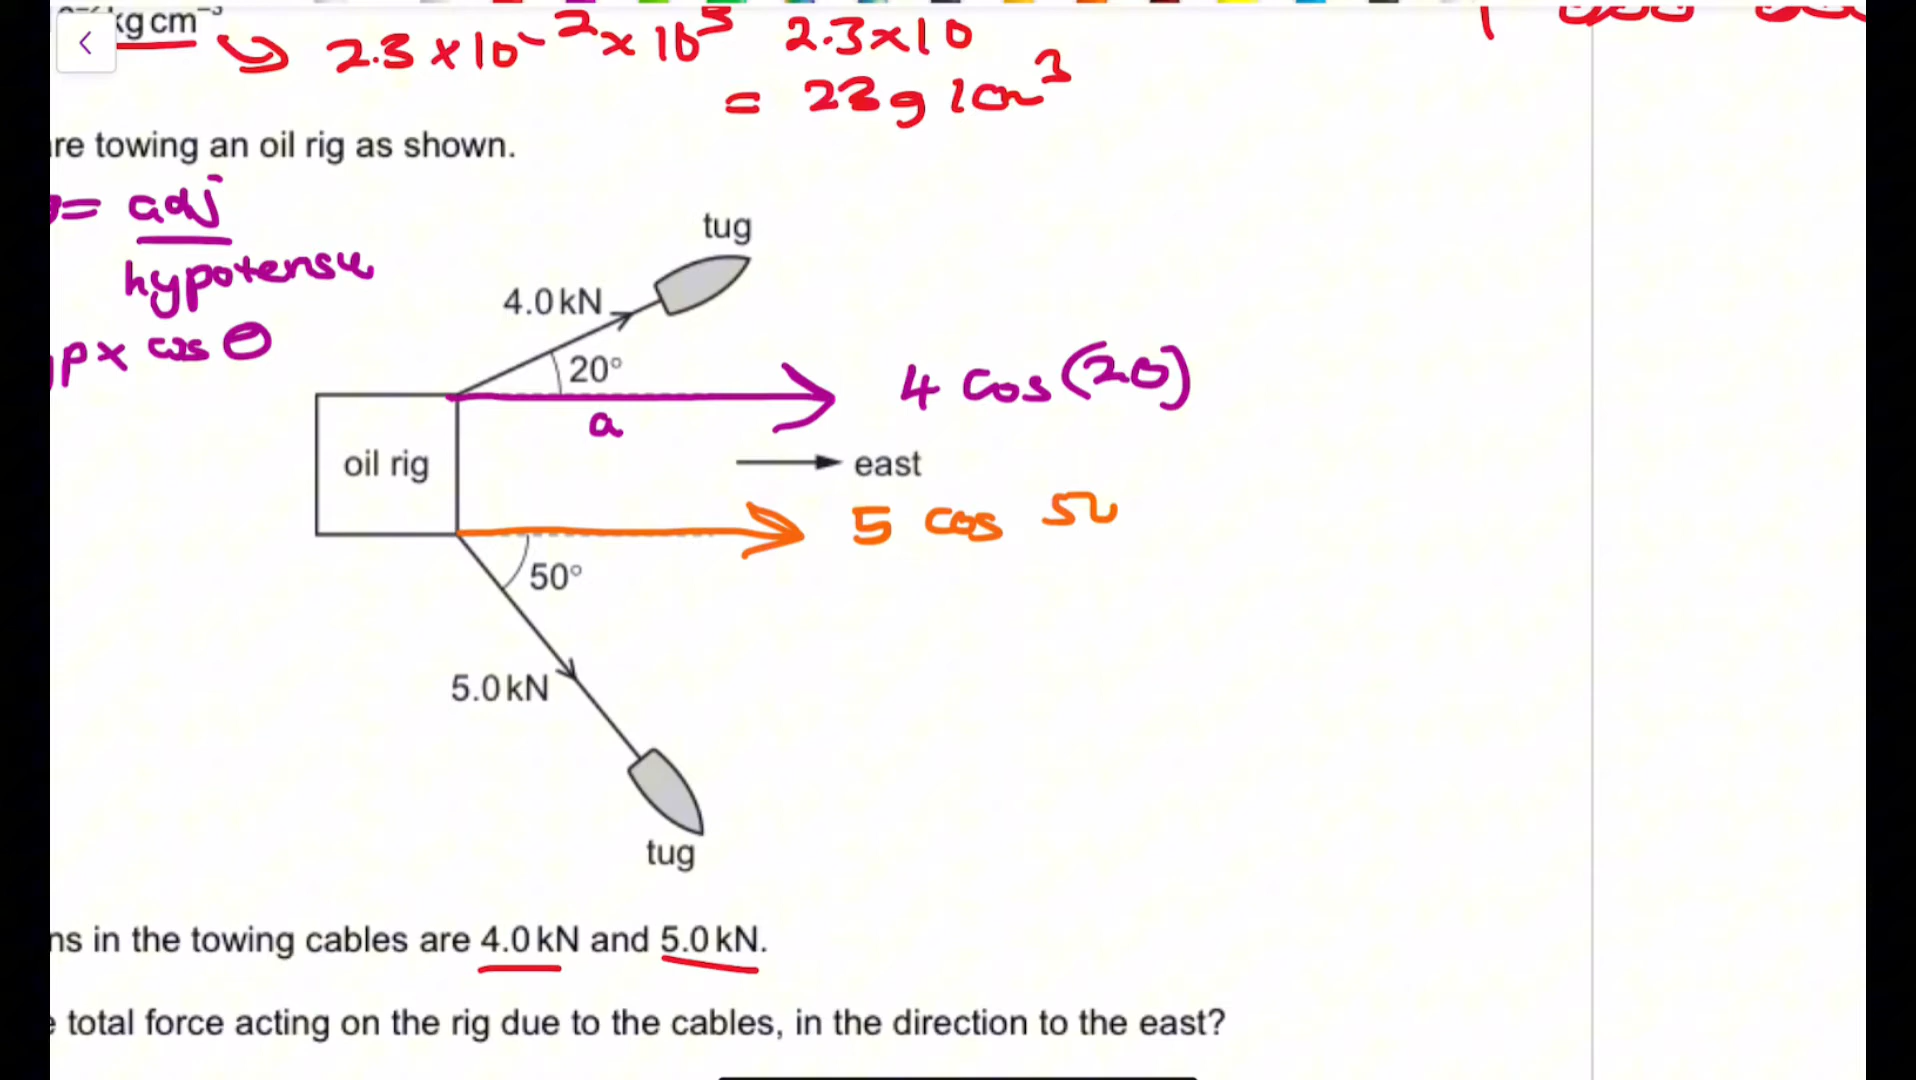 kg cm⁻³
2.3 × 10⁻² × 10³ 2.3×10
= 23g / cm³
re towing an oil rig as shown.
= adj
hypotensu
px cos θ
tug
4.0 kN
20°
a
4 cos(20)
oil rig
east
5 cos 50
50°
5.0 kN
tug
ns in the towing cables are 4.0 kN and 5.0 kN.
total force acting on the rig due to the cables, in the direction to the east?